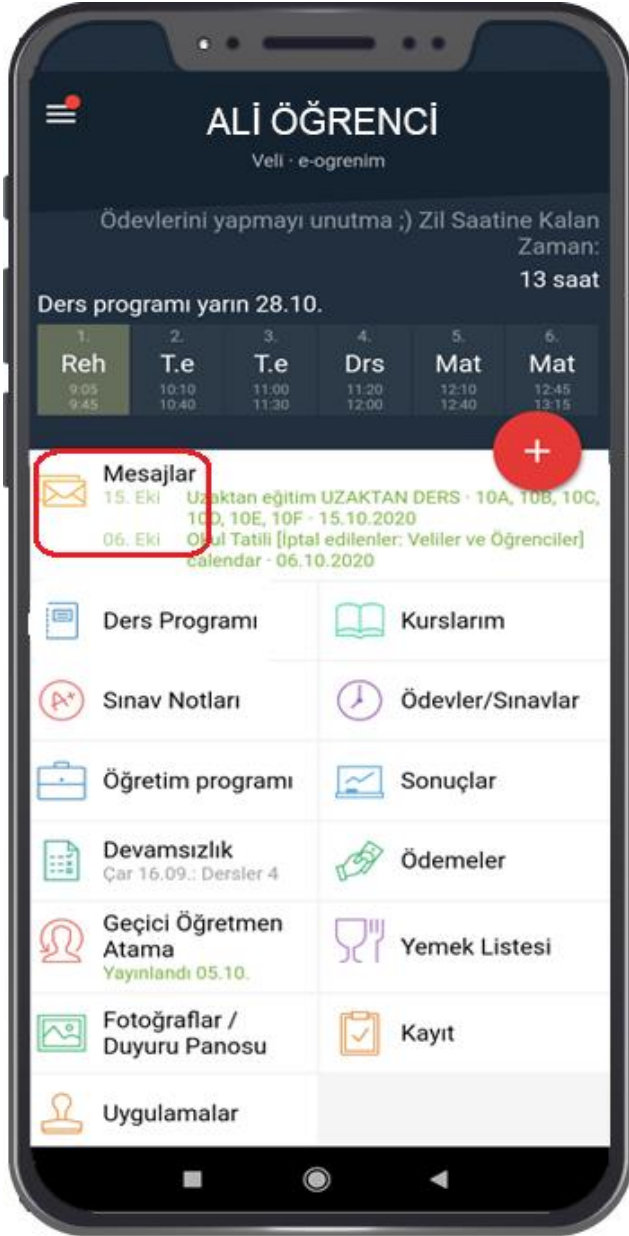 ALİ ÖĞRENCİ
Veli · e-ogrenim
Ödevlerini yapmayı unutma ;) Zil Saatine Kalan
Zaman:
13 saat
Ders programı yarın 28.10.
1. 2. 3. 4. 5. 6.
Reh T.e T.e Drs Mat Mat
9:05 10:10 11:00 11:20 12:10 12:45
9:45 10:40 11:30 12:00 12:40 13:15
+
Mesajlar
15. Eki Uzaktan eğitim UZAKTAN DERS · 10A, 10B, 10C,
10D, 10E, 10F · 15.10.2020
06. Eki Okul Tatili [İptal edilenler: Veliler ve Öğrenciler]
calendar · 06.10.2020
Ders Programı Kurslarım
A+
Sınav Notları Ödevler/Sınavlar
Öğretim programı Sonuçlar
Devamsızlık
Çar 16.09.: Dersler 4
Ödemeler
Geçici Öğretmen
Atama
Yayınlandı 05.10.
Yemek Listesi
Fotoğraflar /
Duyuru Panosu
Kayıt
Uygulamalar